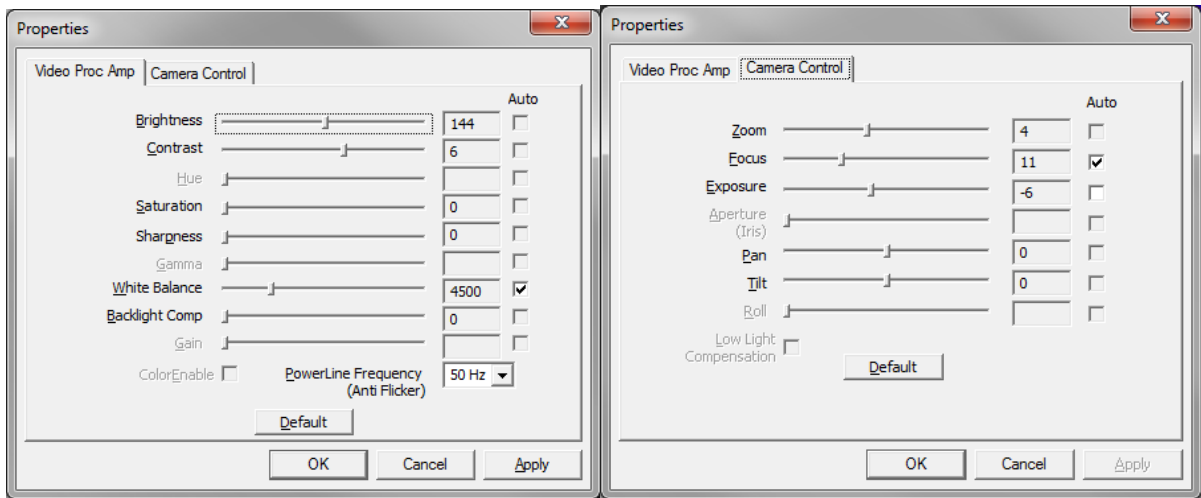 Properties
Video Proc Amp Camera Control
Auto
Brightness 144
Contrast 6
Hue
Saturation 0
Sharpness 0
Gamma
White Balance 4500
Backlight Comp 0
Gain
ColorEnable PowerLine Frequency 50 Hz
(Anti Flicker)
Default
OK Cancel Apply
Properties
Video Proc Amp Camera Control
Auto
Zoom 4
Focus 11
Exposure -6
Aperture
(Iris)
Pan 0
Tilt 0
Roll
Low Light
Compensation
Default
OK Cancel Apply